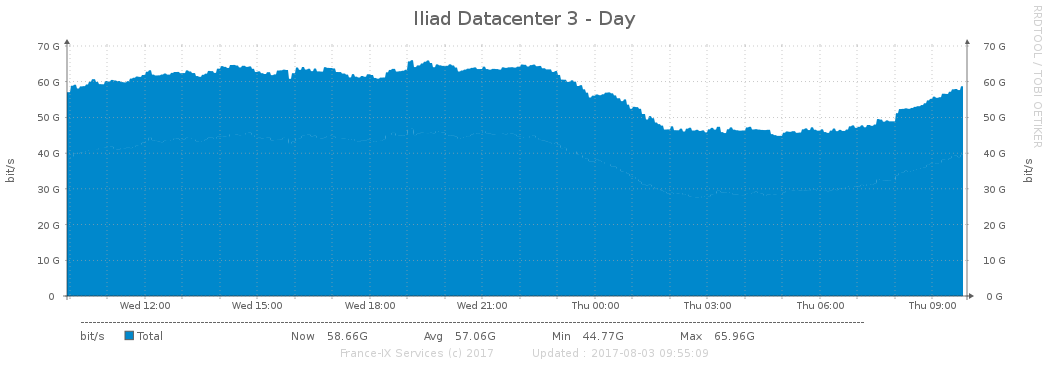 Iliad Datacenter 3 - Day
RRDTOOL / TOBI OETIKER
70 G 70 G
60 G 60 G
50 G 50 G
40 G 40 G
30 G 30 G
20 G 20 G
10 G 10 G
0 0 G
bit/s bit/s
Wed 12:00 Wed 15:00 Wed 18:00 Wed 21:00 Thu 00:00 Thu 03:00 Thu 06:00 Thu 09:00
bit/s Total Now 58.66G Avg 57.06G Min 44.77G Max 65.96G
France-IX Services (c) 2017 Updated : 2017-08-03 09:55:09